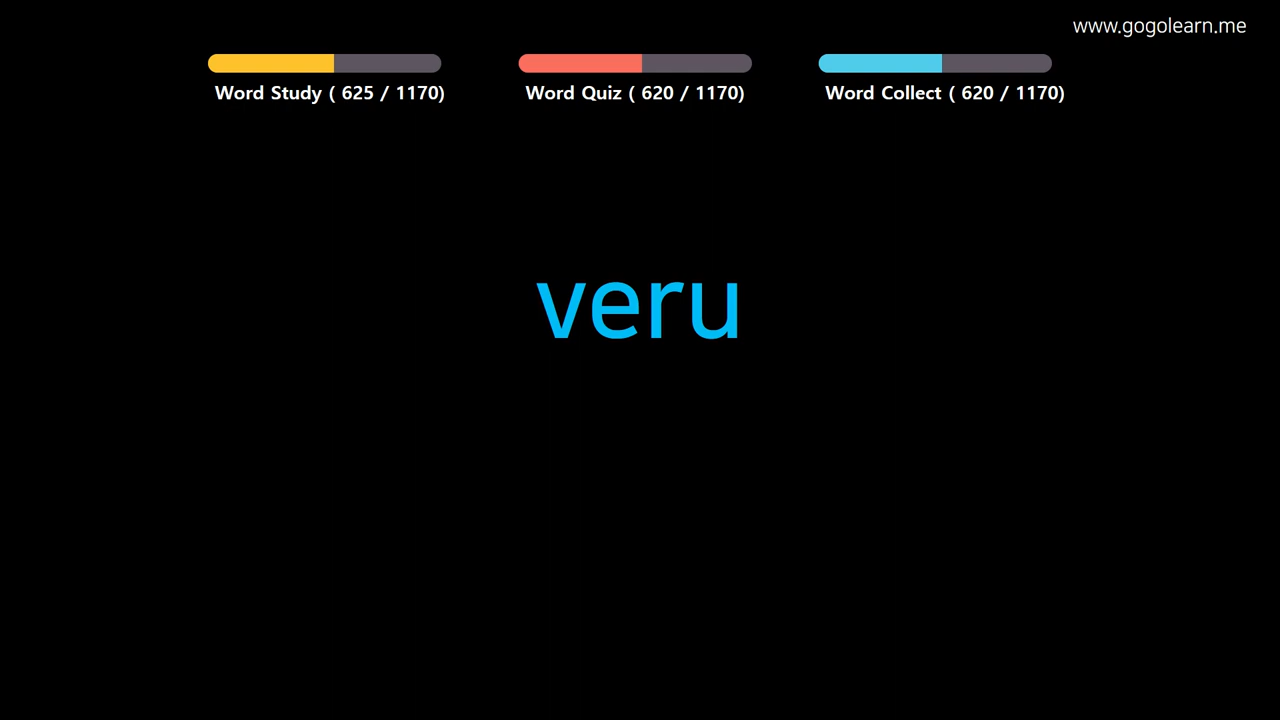 www.gogolearn.me
Word Study ( 625 / 1170)
Word Quiz ( 620 / 1170)
Word Collect ( 620 / 1170)
veru